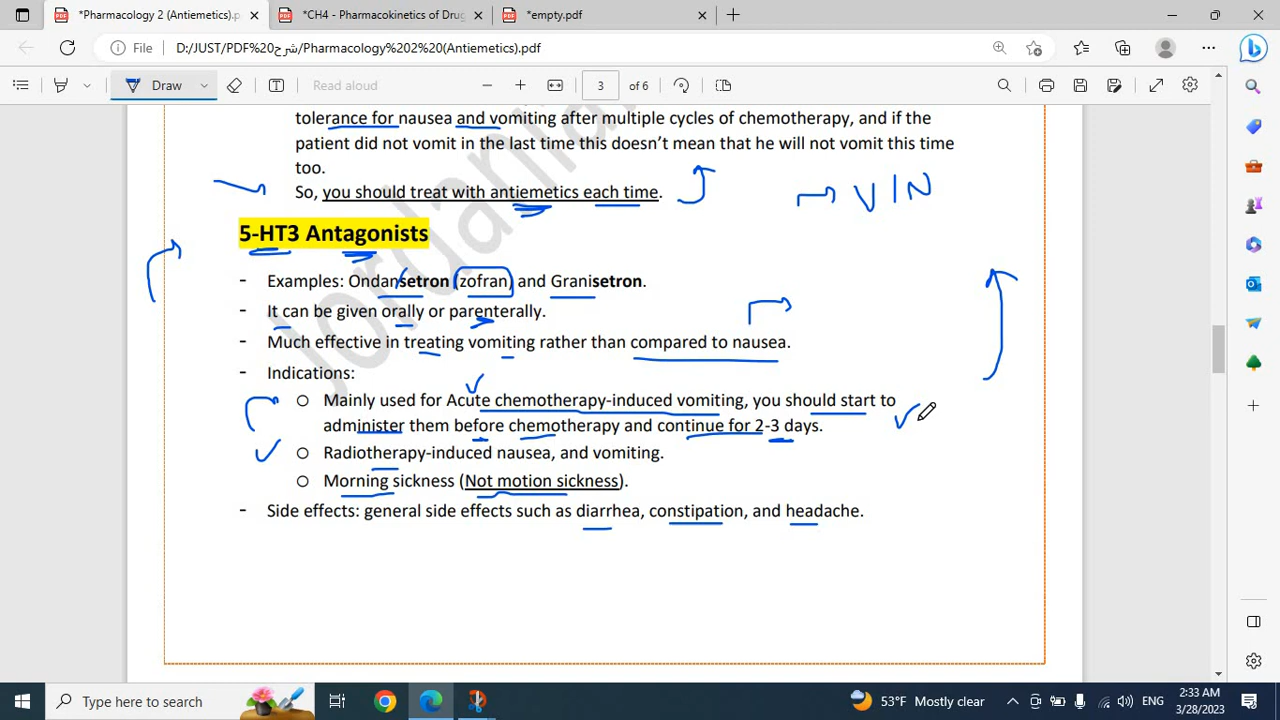 *Pharmacology 2 (Antiemetics).p
*CH4 - Pharmacokinetics of Drug
*empty.pdf
File D:/JUST/PDF%20شرح/Pharmacology%202%20(Antiemetics).pdf
Draw Read aloud 3 of 6
tolerance for nausea and vomiting after multiple cycles of chemotherapy, and if the
patient did not vomit in the last time this doesn't mean that he will not vomit this time
too.
So, you should treat with antiemetics each time.
V/N
5-HT3 Antagonists
- Examples: Ondansetron (zofran) and Granisetron.
- It can be given orally or parenterally.
- Much effective in treating vomiting rather than compared to nausea.
- Indications:
o Mainly used for Acute chemotherapy-induced vomiting, you should start to
administer them before chemotherapy and continue for 2-3 days.
o Radiotherapy-induced nausea, and vomiting.
o Morning sickness (Not motion sickness).
- Side effects: general side effects such as diarrhea, constipation, and headache.
Jordanian
Type here to search
53°F Mostly clear
ENG
2:33 AM
3/28/2023